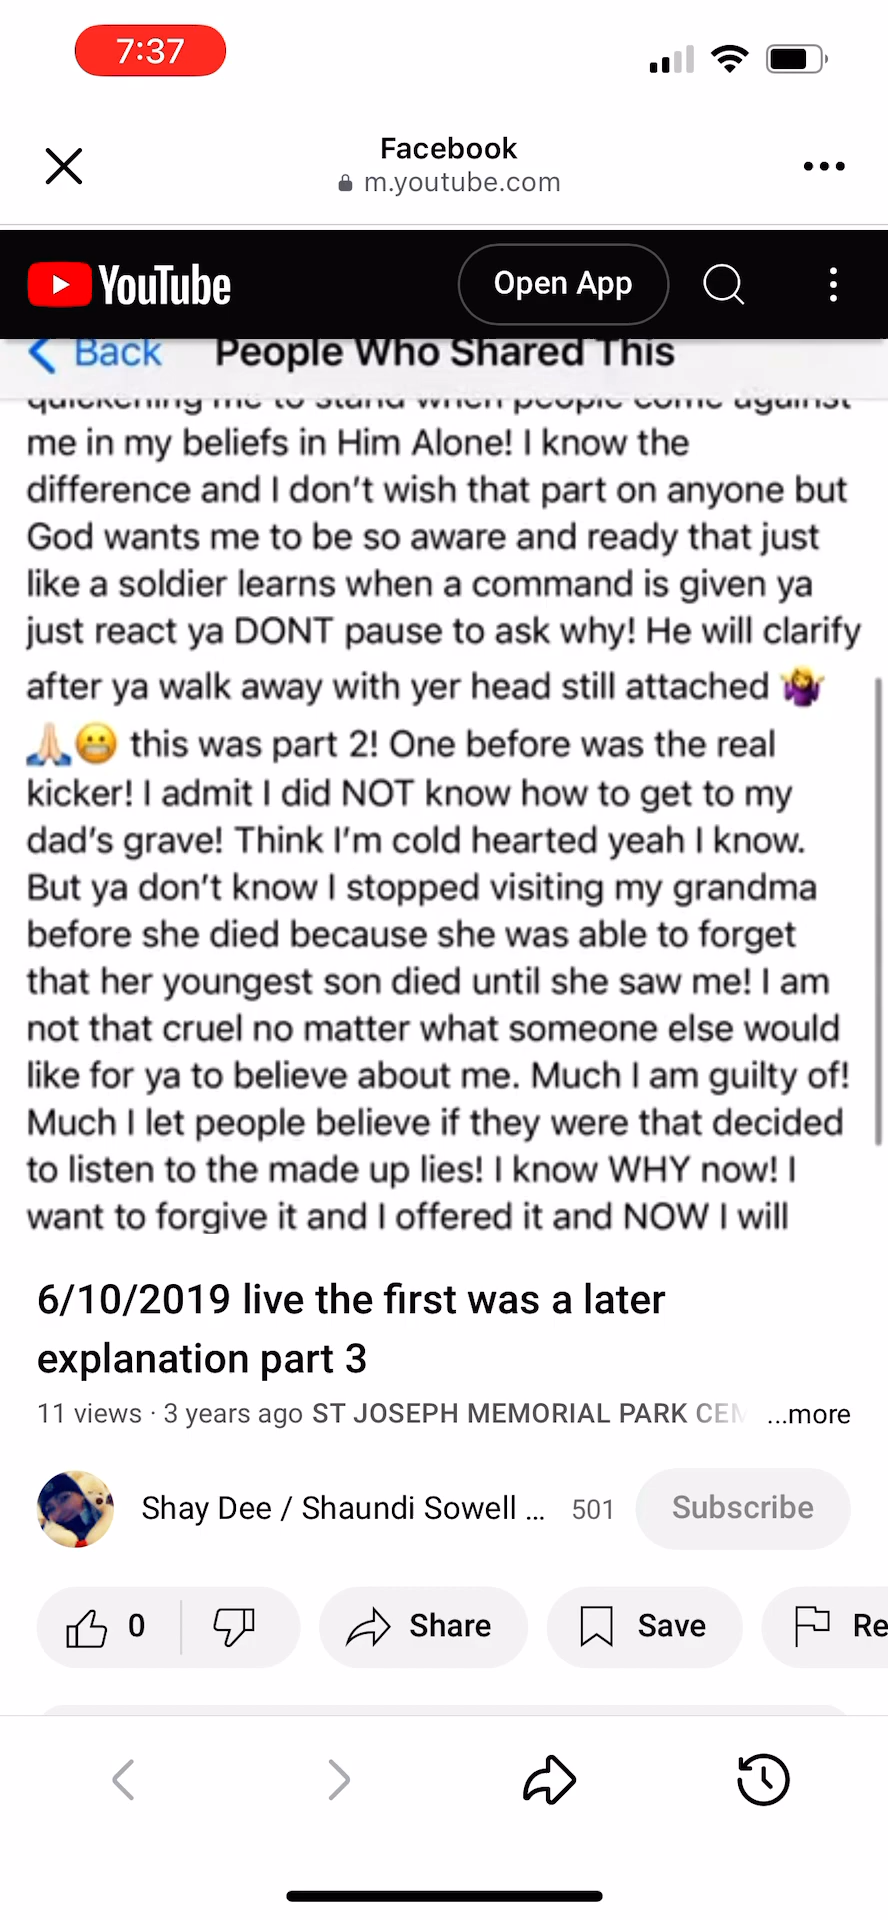 7:37
Facebook
m.youtube.com
YouTube
Open App
Back People Who Shared This
quickening me to stand when people come against
me in my beliefs in Him Alone! I know the
difference and I don't wish that part on anyone but
God wants me to be so aware and ready that just
like a soldier learns when a command is given ya
just react ya DONT pause to ask why! He will clarify
after ya walk away with yer head still attached 🤷‍♀️
🙏🏻😬 this was part 2! One before was the real
kicker! I admit I did NOT know how to get to my
dad's grave! Think I'm cold hearted yeah I know.
But ya don't know I stopped visiting my grandma
before she died because she was able to forget
that her youngest son died until she saw me! I am
not that cruel no matter what someone else would
like for ya to believe about me. Much I am guilty of!
Much I let people believe if they were that decided
to listen to the made up lies! I know WHY now! I
want to forgive it and I offered it and NOW I will
6/10/2019 live the first was a later
explanation part 3
11 views · 3 years ago ST JOSEPH MEMORIAL PARK CEM ...more
Shay Dee / Shaundi Sowell ... 501 Subscribe
0 Share Save Re